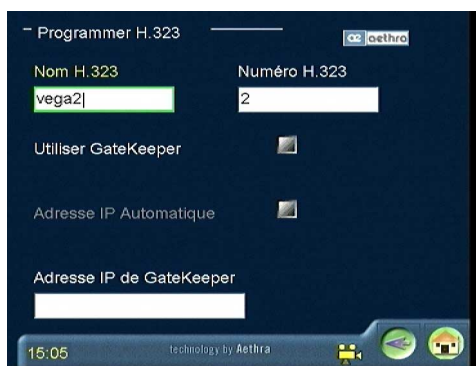 Programmer H.323
aethra
Nom H.323 Numéro H.323
vega2 2
Utiliser GateKeeper
Adresse IP Automatique
Adresse IP de GateKeeper
15:05 technology by Aethra